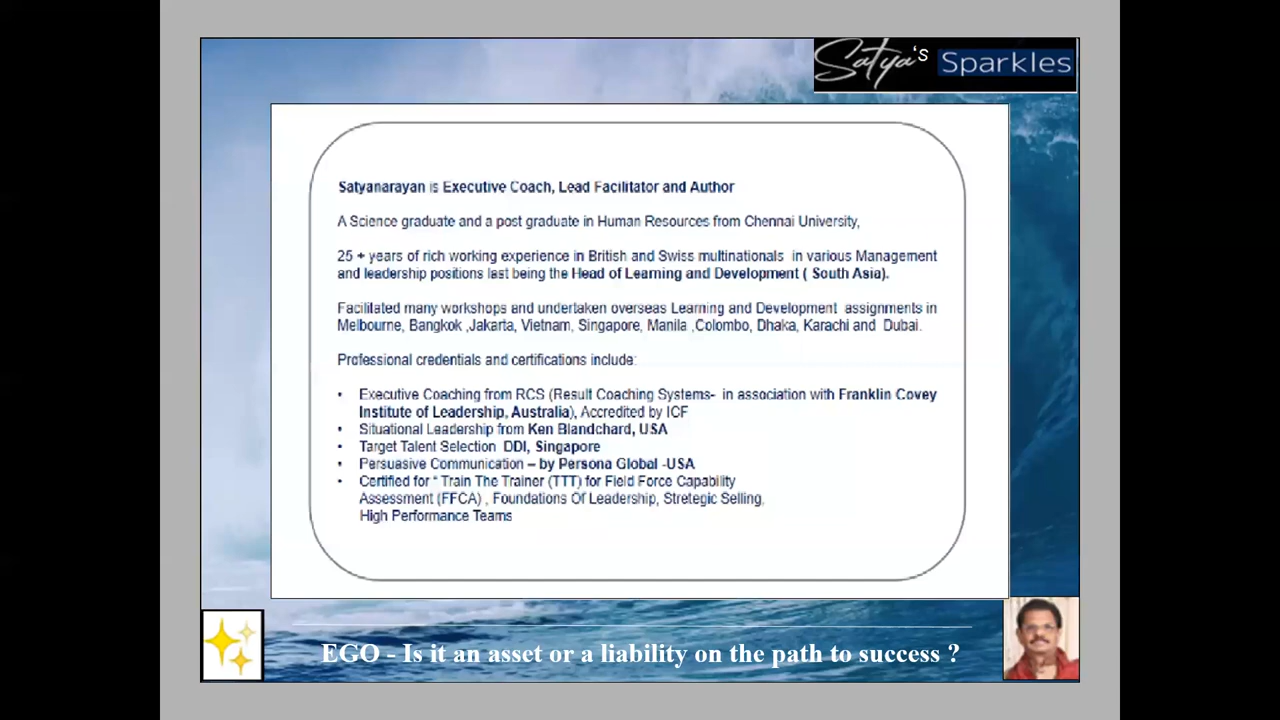 Satya's Sparkles
Satyanarayan is Executive Coach, Lead Facilitator and Author
A Science graduate and a post graduate in Human Resources from Chennai University,
25 + years of rich working experience in British and Swiss multinationals in various Management
and leadership positions last being the Head of Learning and Development ( South Asia).
Facilitated many workshops and undertaken overseas Learning and Development assignments in
Melbourne, Bangkok ,Jakarta, Vietnam, Singapore, Manila ,Colombo, Dhaka, Karachi and Dubai.
Professional credentials and certifications include:
• Executive Coaching from RCS (Result Coaching Systems- in association with Franklin Covey
Institute of Leadership, Australia), Accredited by ICF
• Situational Leadership from Ken Blandchard, USA
• Target Talent Selection DDI, Singapore
• Persuasive Communication – by Persona Global -USA
• Certified for " Train The Trainer (TTT) for Field Force Capability
Assessment (FFCA) , Foundations Of Leadership, Stretegic Selling,
High Performance Teams
EGO - Is it an asset or a liability on the path to success ?